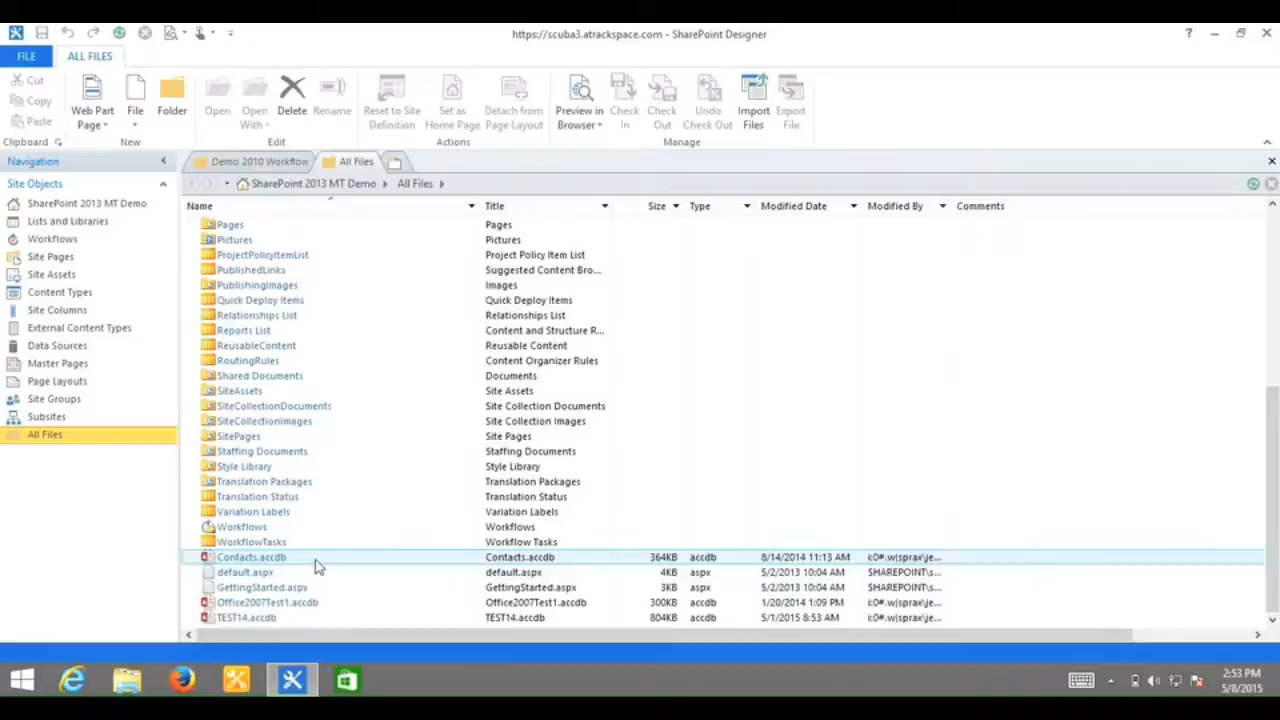 https://scuba3.atrackspace.com - SharePoint Designer
?
FILE ALL FILES
Cut
Copy
Paste
Clipboard
Web Part Page
File
Folder
New
Open
Open With
Delete
Rename
Edit
Reset to Site Definition
Set as Home Page
Detach from Page Layout
Actions
Preview in Browser
Check In
Check Out
Undo Check Out
Import Files
Export File
Manage
Navigation
Demo 2010 Workflow All Files
Site Objects
SharePoint 2013 MT Demo
Lists and Libraries
Workflows
Site Pages
Site Assets
Content Types
Site Columns
External Content Types
Data Sources
Master Pages
Page Layouts
Site Groups
Subsites
All Files
SharePoint 2013 MT Demo All Files
Name Title Size Type Modified Date Modified By Comments
Pages Pages
Pictures Pictures
ProjectPolicyItemList Project Policy Item List
PublishedLinks Suggested Content Bro...
PublishingImages Images
Quick Deploy Items Quick Deploy Items
Relationships List Relationships List
Reports List Content and Structure R...
ReusableContent Reusable Content
RoutingRules Content Organizer Rules
Shared Documents Documents
SiteAssets Site Assets
SiteCollectionDocuments Site Collection Documents
SiteCollectionImages Site Collection Images
SitePages Site Pages
Staffing Documents Staffing Documents
Style Library Style Library
Translation Packages Translation Packages
Translation Status Translation Status
Variation Labels Variation Labels
Workflows Workflows
WorkflowTasks Workflow Tasks
Contacts.accdb Contacts.accdb 364KB accdb 8/14/2014 11:13 AM i:0#.w|sprax\je...
default.aspx default.aspx 4KB aspx 5/2/2013 10:04 AM SHAREPOINT\s...
GettingStarted.aspx GettingStarted.aspx 3KB aspx 5/2/2013 10:04 AM SHAREPOINT\s...
Office2007Test1.accdb Office2007Test1.accdb 300KB accdb 1/20/2014 1:09 PM i:0#.w|sprax\je...
TEST14.accdb TEST14.accdb 804KB accdb 5/1/2015 8:53 AM i:0#.w|sprax\je...
2:53 PM
5/8/2015